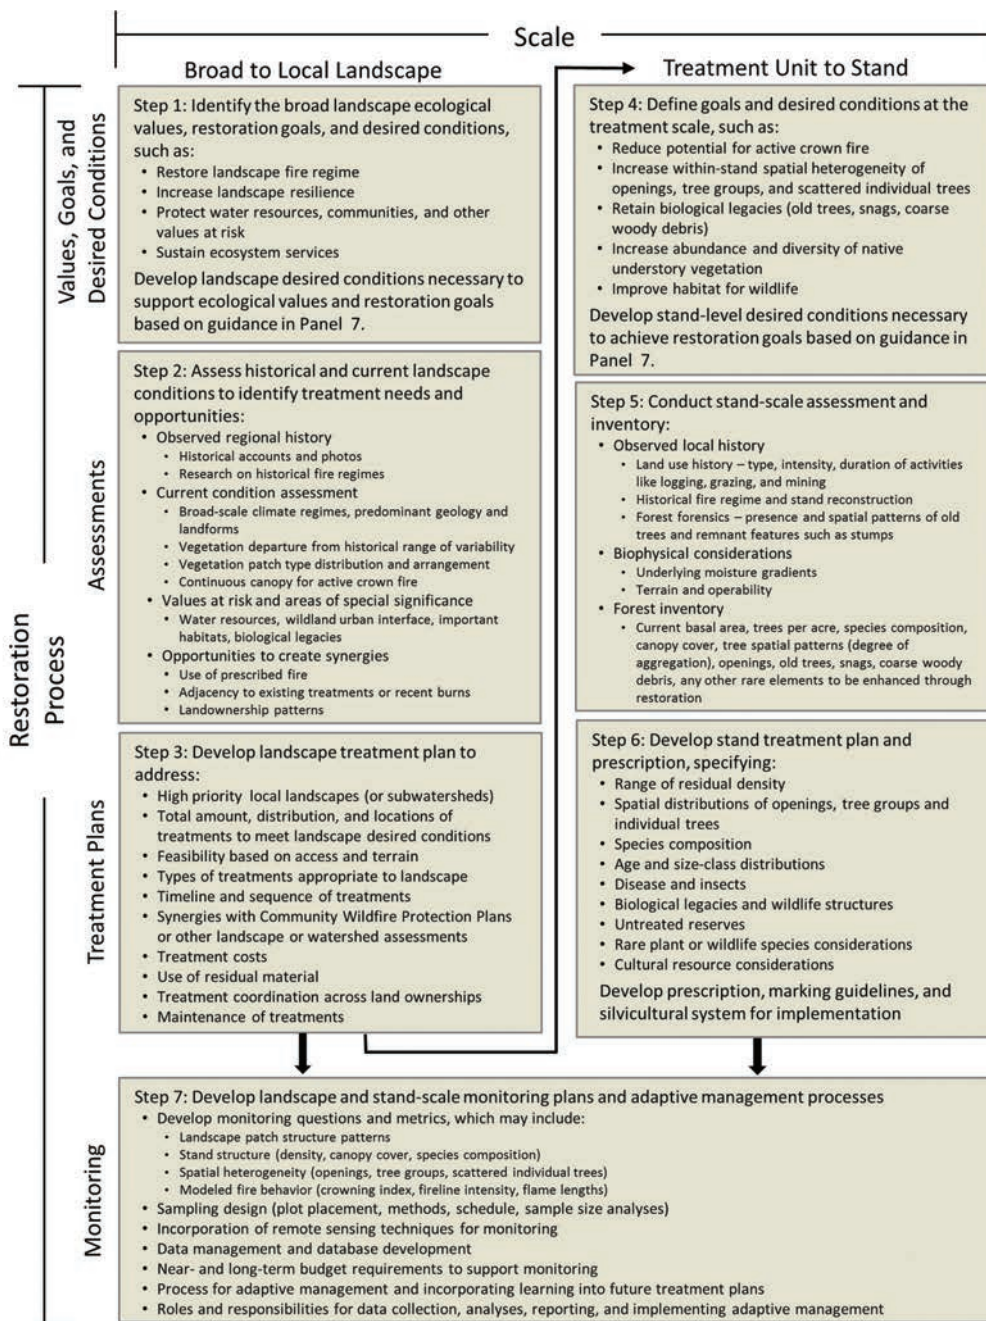 Scale
Broad to Local Landscape
Treatment Unit to Stand
Restoration
Process
Values, Goals, and
Desired Conditions
Step 1: Identify the broad landscape ecological
values, restoration goals, and desired conditions,
such as:
• Restore landscape fire regime
• Increase landscape resilience
• Protect water resources, communities, and other
values at risk
• Sustain ecosystem services
Develop landscape desired conditions necessary to
support ecological values and restoration goals
based on guidance in Panel 7.
Assessments
Step 2: Assess historical and current landscape
conditions to identify treatment needs and
opportunities:
• Observed regional history
• Historical accounts and photos
• Research on historical fire regimes
• Current condition assessment
• Broad-scale climate regimes, predominant geology and
landforms
• Vegetation departure from historical range of variability
• Vegetation patch type distribution and arrangement
• Continuous canopy for active crown fire
• Values at risk and areas of special significance
• Water resources, wildland urban interface, important
habitats, biological legacies
• Opportunities to create synergies
• Use of prescribed fire
• Adjacency to existing treatments or recent burns
• Landownership patterns
Treatment Plans
Step 3: Develop landscape treatment plan to
address:
• High priority local landscapes (or subwatersheds)
• Total amount, distribution, and locations of
treatments to meet landscape desired conditions
• Feasibility based on access and terrain
• Types of treatments appropriate to landscape
• Timeline and sequence of treatments
• Synergies with Community Wildfire Protection Plans
or other landscape or watershed assessments
• Treatment costs
• Use of residual material
• Treatment coordination across land ownerships
• Maintenance of treatments
Step 4: Define goals and desired conditions at the
treatment scale, such as:
• Reduce potential for active crown fire
• Increase within-stand spatial heterogeneity of
openings, tree groups, and scattered individual trees
• Retain biological legacies (old trees, snags, coarse
woody debris)
• Increase abundance and diversity of native
understory vegetation
• Improve habitat for wildlife
Develop stand-level desired conditions necessary
to achieve restoration goals based on guidance in
Panel 7.
Step 5: Conduct stand-scale assessment and
inventory:
• Observed local history
• Land use history – type, intensity, duration of activities
like logging, grazing, and mining
• Historical fire regime and stand reconstruction
• Forest forensics – presence and spatial patterns of old
trees and remnant features such as stumps
• Biophysical considerations
• Underlying moisture gradients
• Terrain and operability
• Forest inventory
• Current basal area, trees per acre, species composition,
canopy cover, tree spatial patterns (degree of
aggregation), openings, old trees, snags, coarse woody
debris, any other rare elements to be enhanced through
restoration
Step 6: Develop stand treatment plan and
prescription, specifying:
• Range of residual density
• Spatial distributions of openings, tree groups and
individual trees
• Species composition
• Age and size-class distributions
• Disease and insects
• Biological legacies and wildlife structures
• Untreated reserves
• Rare plant or wildlife species considerations
• Cultural resource considerations
Develop prescription, marking guidelines, and
silvicultural system for implementation
Monitoring
Step 7: Develop landscape and stand-scale monitoring plans and adaptive management processes
• Develop monitoring questions and metrics, which may include:
• Landscape patch structure patterns
• Stand structure (density, canopy cover, species composition)
• Spatial heterogeneity (openings, tree groups, scattered individual trees)
• Modeled fire behavior (crowning index, fireline intensity, flame lengths)
• Sampling design (plot placement, methods, schedule, sample size analyses)
• Incorporation of remote sensing techniques for monitoring
• Data management and database development
• Near- and long-term budget requirements to support monitoring
• Process for adaptive management and incorporating learning into future treatment plans
• Roles and responsibilities for data collection, analyses, reporting, and implementing adaptive management